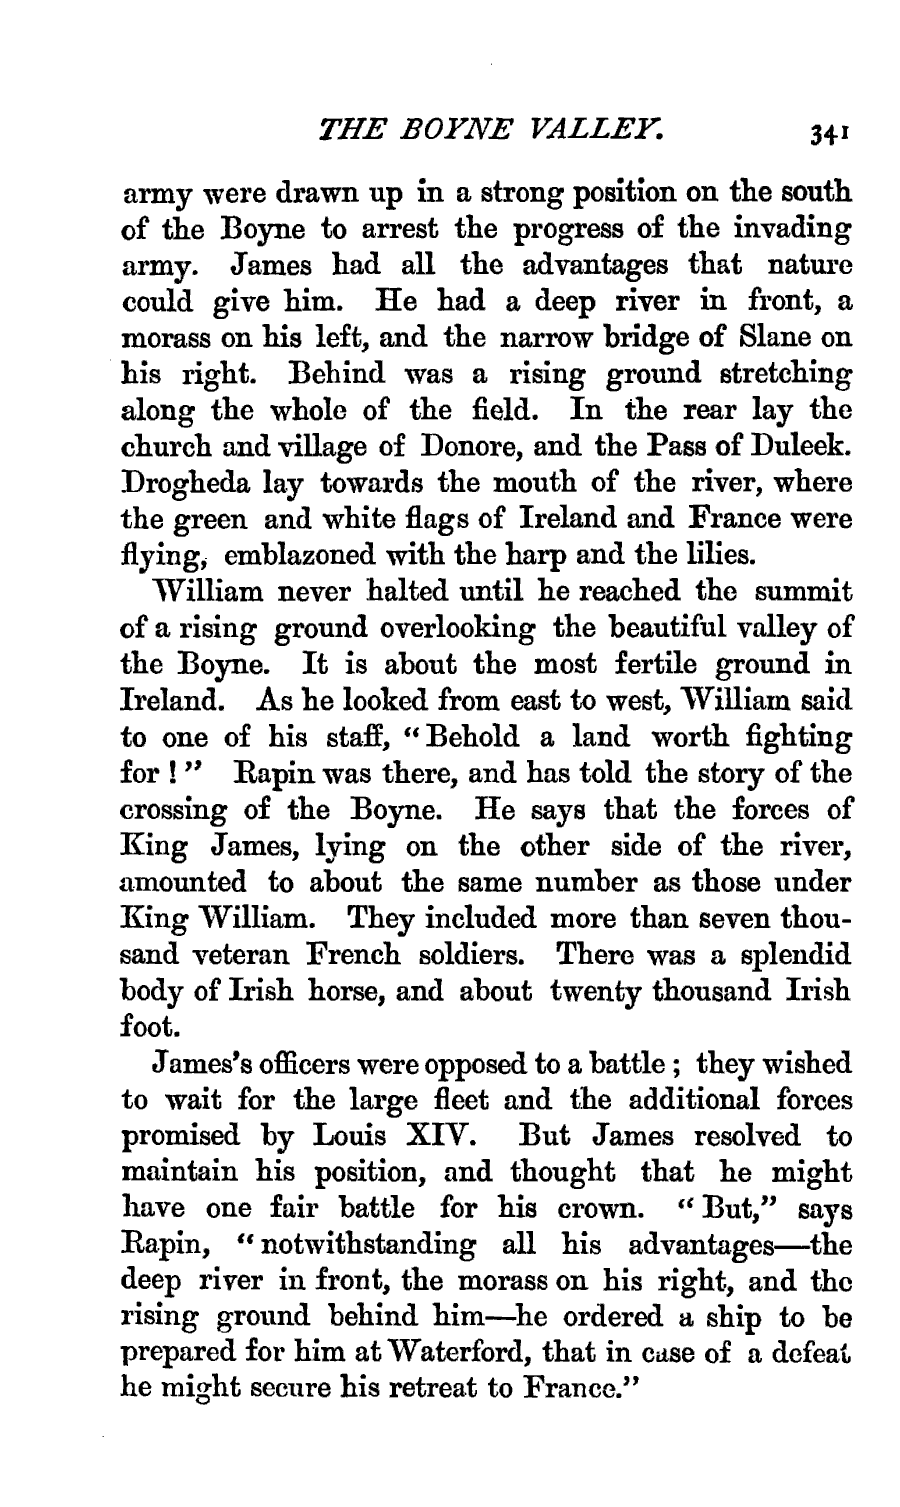 THE BOYNE VALLEY. 341
army were drawn up in a strong position on the south
of the Boyne to arrest the progress of the invading
army. James had all the advantages that nature
could give him. He had a deep river in front, a
morass on his left, and the narrow bridge of Slane on
his right. Behind was a rising ground stretching
along the whole of the field. In the rear lay the
church and village of Donore, and the Pass of Duleek.
Drogheda lay towards the mouth of the river, where
the green and white flags of Ireland and France were
flying, emblazoned with the harp and the lilies.
William never halted until he reached the summit
of a rising ground overlooking the beautiful valley of
the Boyne. It is about the most fertile ground in
Ireland. As he looked from east to west, William said
to one of his staff, "Behold a land worth fighting
for!" Rapin was there, and has told the story of the
crossing of the Boyne. He says that the forces of
King James, lying on the other side of the river,
amounted to about the same number as those under
King William. They included more than seven thou-
sand veteran French soldiers. There was a splendid
body of Irish horse, and about twenty thousand Irish
foot.
James's officers were opposed to a battle; they wished
to wait for the large fleet and the additional forces
promised by Louis XIV. But James resolved to
maintain his position, and thought that he might
have one fair battle for his crown. "But," says
Rapin, "notwithstanding all his advantages—the
deep river in front, the morass on his right, and the
rising ground behind him—he ordered a ship to be
prepared for him at Waterford, that in case of a defeat
he might secure his retreat to France."